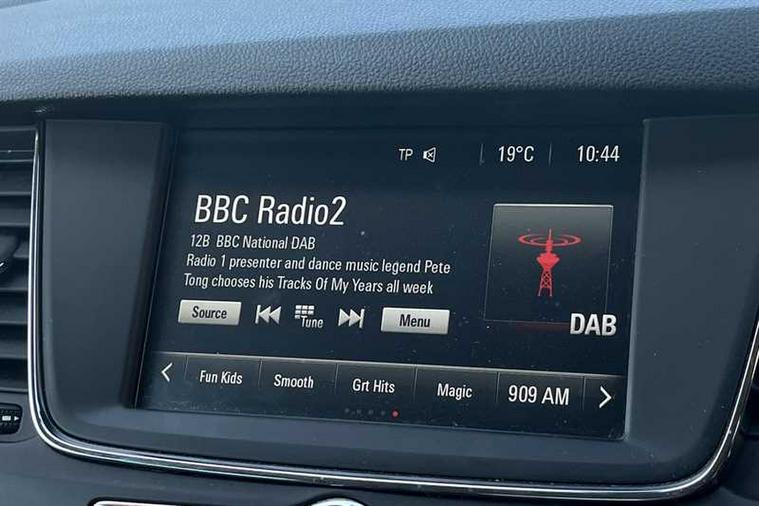 TP 19°C 10:44
BBC Radio2
12B BBC National DAB
Radio 1 presenter and dance music legend Pete
Tong chooses his Tracks Of My Years all week
DAB
Source Tune Menu
Fun Kids Smooth Grt Hits Magic 909 AM